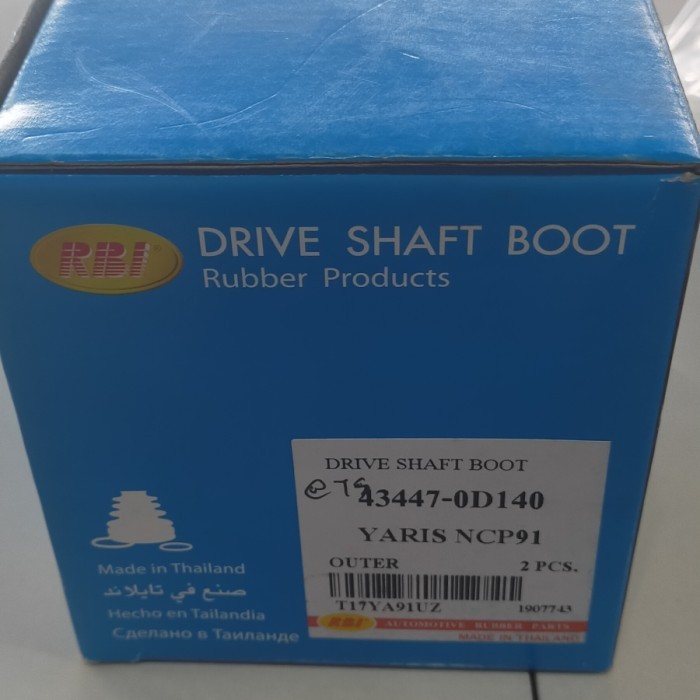 RBI® DRIVE SHAFT BOOT
Rubber Products
DRIVE SHAFT BOOT
43447-0D140
YARIS NCP91
OUTER 2 PCS.
T17YA91UZ 1907743
RBI AUTOMOTIVE RUBBER PARTS
MADE IN THAILAND
Made in Thailand
صنع في تايلاند
Hecho en Tailandia
Сделано в Таиланде